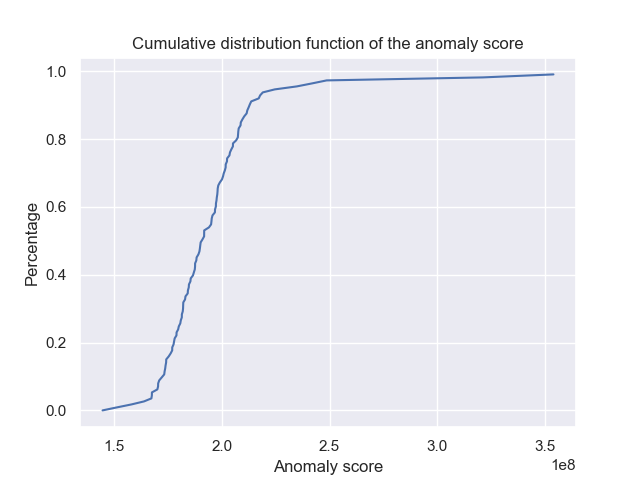 Cumulative distribution function of the anomaly score
Percentage
1.0
0.8
0.6
0.4
0.2
0.0
1.5 2.0 2.5 3.0 3.5
1e8
Anomaly score